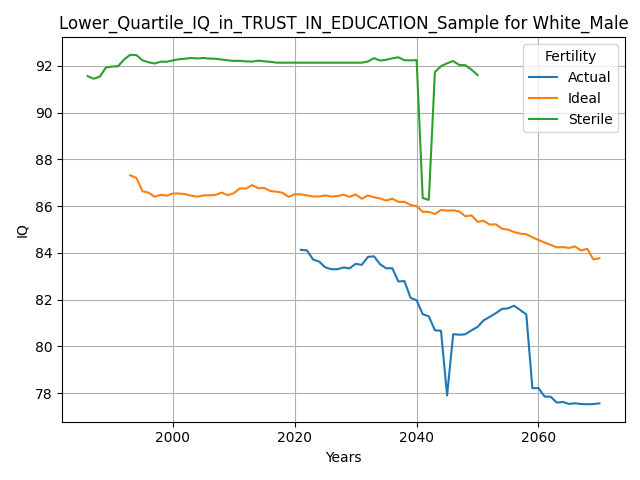 Lower_Quartile_IQ_in_TRUST_IN_EDUCATION_Sample for White_Male
Fertility
Actual
Ideal
Sterile
IQ
92
90
88
86
84
82
80
78
2000
2020
2040
2060
Years